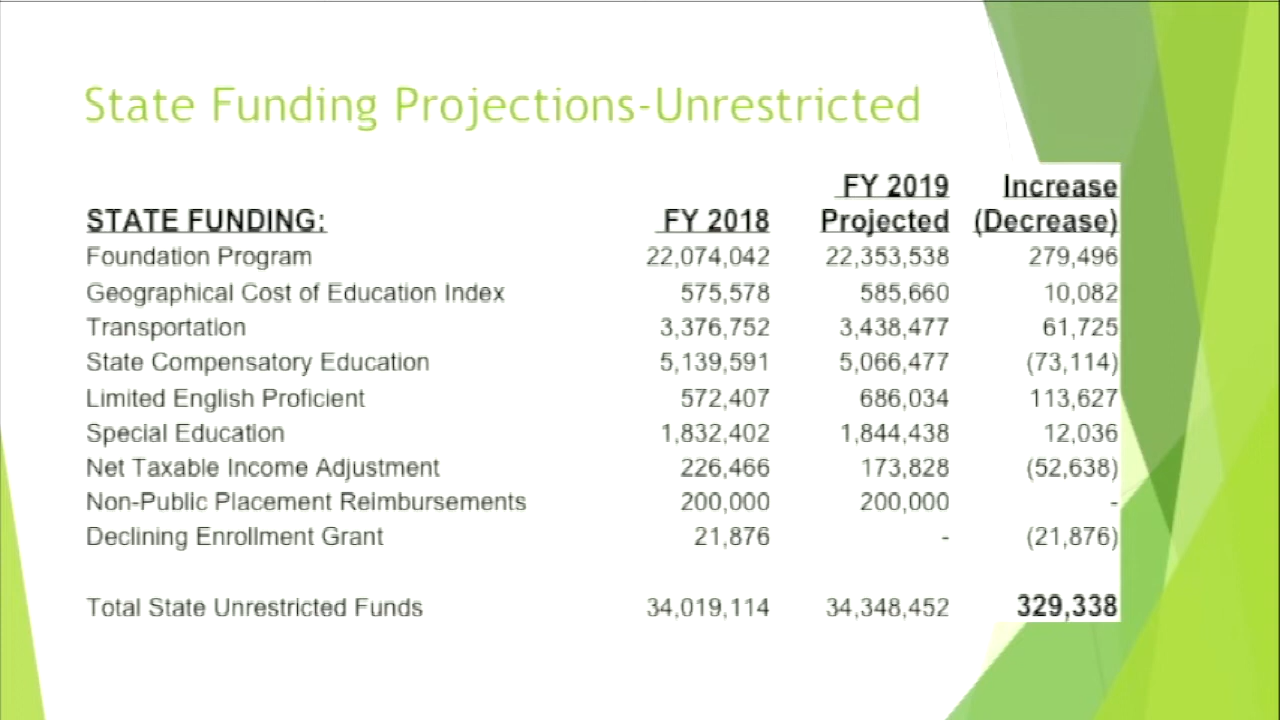 State Funding Projections-Unrestricted
FY 2019 Increase
STATE FUNDING: FY 2018 Projected (Decrease)
Foundation Program 22,074,042 22,353,538 279,496
Geographical Cost of Education Index 575,578 585,660 10,082
Transportation 3,376,752 3,438,477 61,725
State Compensatory Education 5,139,591 5,066,477 (73,114)
Limited English Proficient 572,407 686,034 113,627
Special Education 1,832,402 1,844,438 12,036
Net Taxable Income Adjustment 226,466 173,828 (52,638)
Non-Public Placement Reimbursements 200,000 200,000 -
Declining Enrollment Grant 21,876 - (21,876)
Total State Unrestricted Funds 34,019,114 34,348,452 329,338